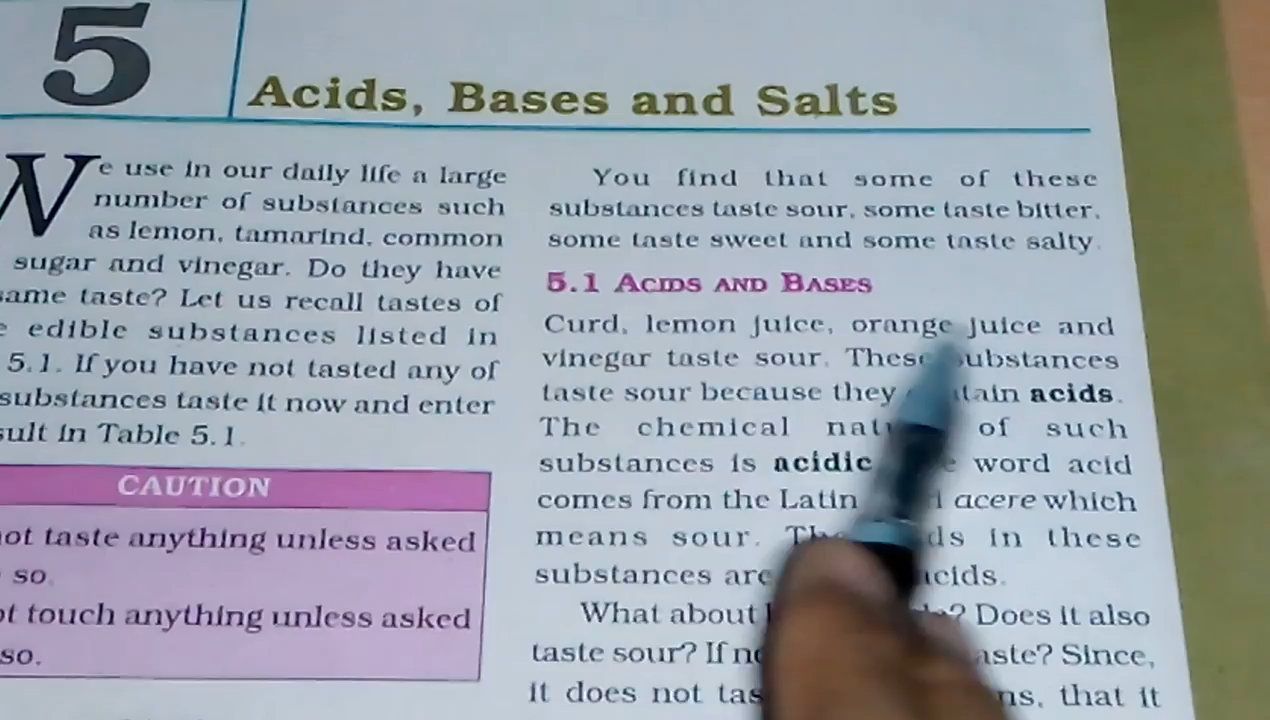 5
Acids, Bases and Salts
We use in our daily life a large
number of substances such
as lemon, tamarind, common
sugar and vinegar. Do they have
same taste? Let us recall tastes of
edible substances listed in
5.1. If you have not tasted any of
substances taste it now and enter
in Table 5.1.
CAUTION
not taste anything unless asked
so.
touch anything unless asked
so.
You find that some of these
substances taste sour, some taste bitter,
some taste sweet and some taste salty.
5.1 ACIDS AND BASES
Curd, lemon juice, orange juice and
vinegar taste sour. These substances
taste sour because they contain acids.
The chemical nature of such
substances is acidic. word acid
comes from the Latin acere which
means sour. in these
substances are acids.
What about ? Does it also
taste sour? If taste? Since,
it does not that it